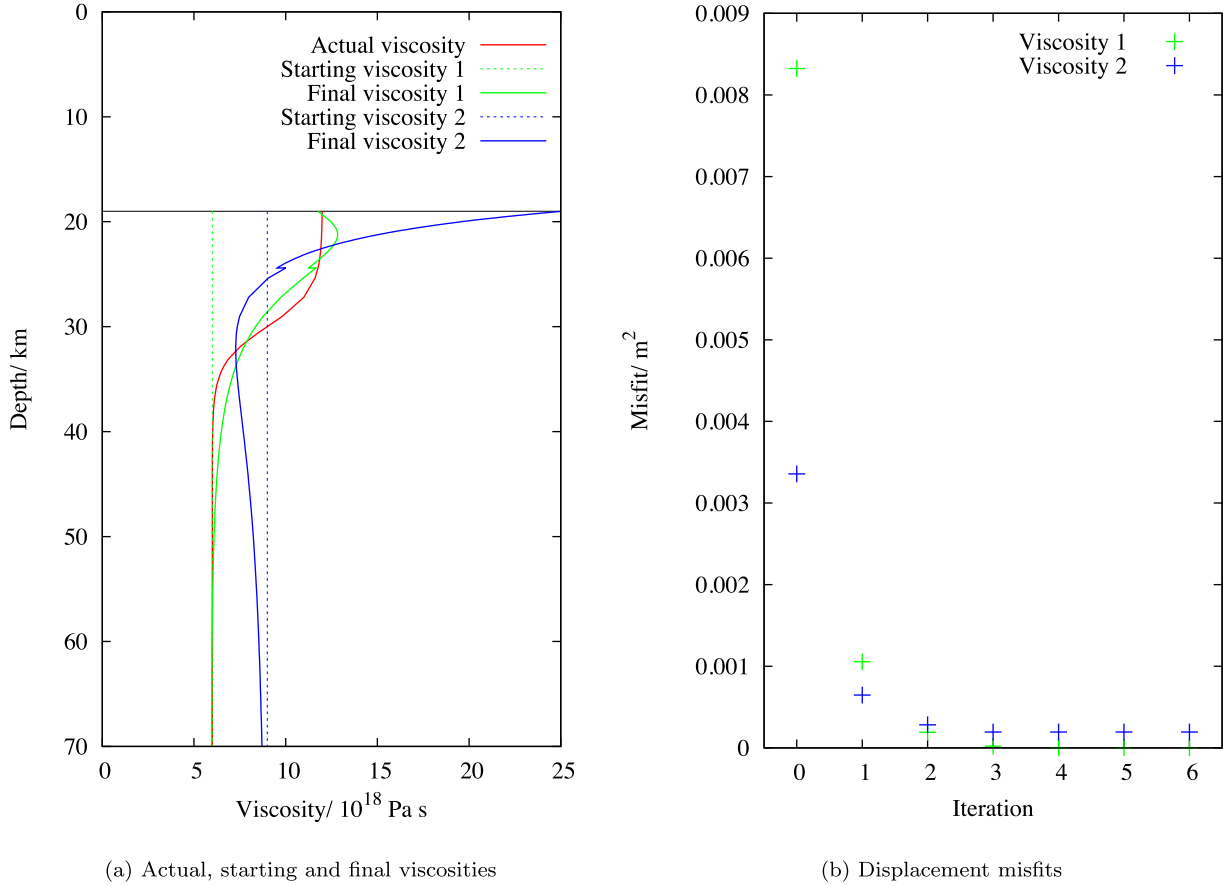 0
10
20
30
40
50
60
70
Depth/ km
Actual viscosity
Starting viscosity 1
Final viscosity 1
Starting viscosity 2
Final viscosity 2
0 5 10 15 20 25
Viscosity/ 10^18 Pa s
(a) Actual, starting and final viscosities
0.009
0.008
0.007
0.006
0.005
0.004
0.003
0.002
0.001
0
Misfit/ m^2
Viscosity 1
Viscosity 2
0 1 2 3 4 5 6
Iteration
(b) Displacement misfits